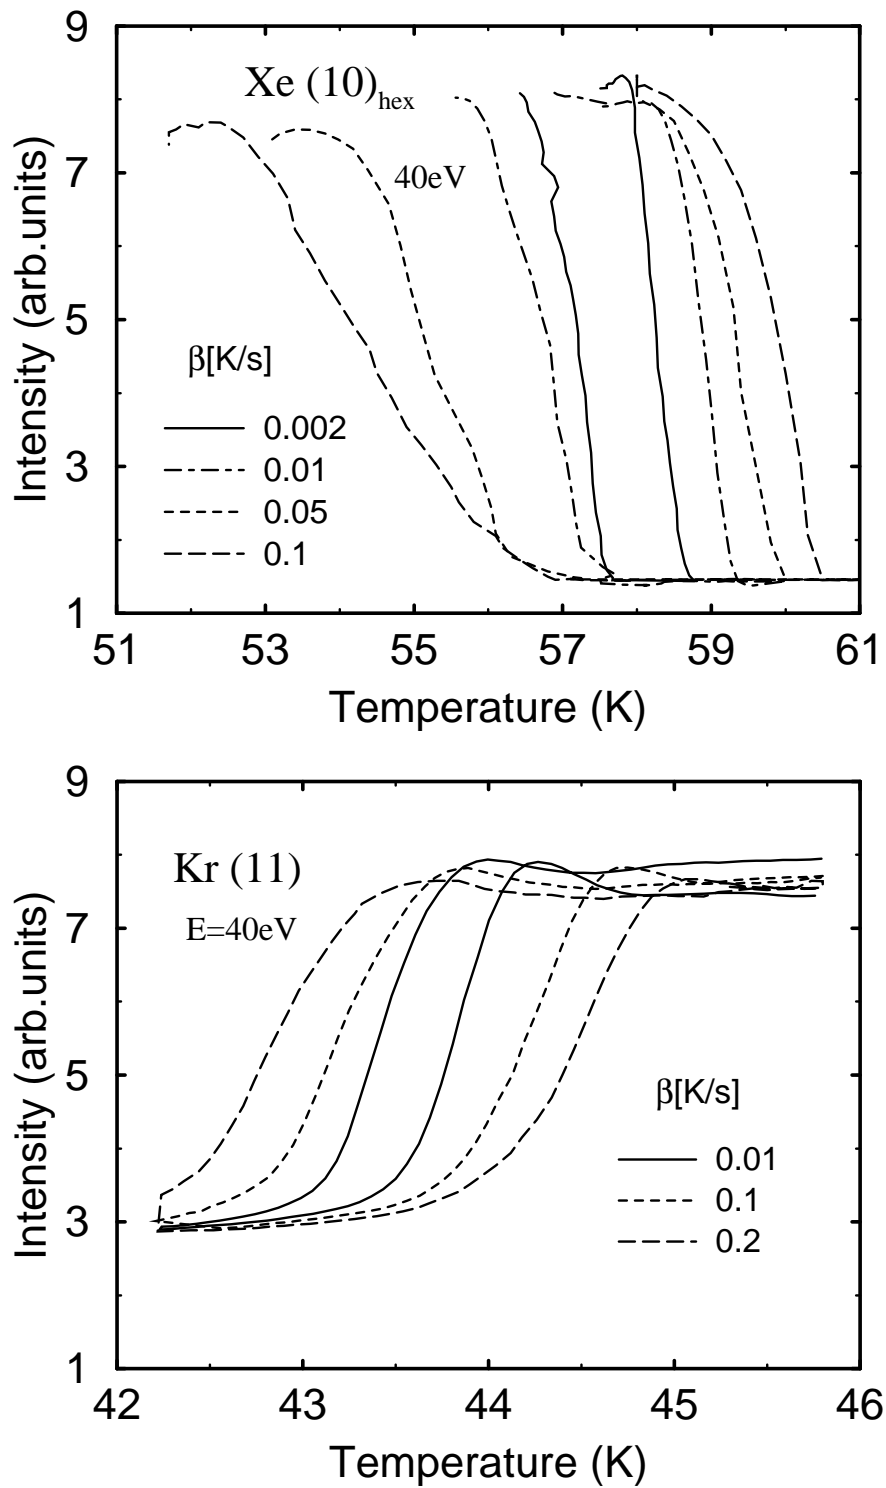 9
Xe (10)hex
7
40eV
Intensity (arb.units)
5
β[K/s]
0.002
3
0.01
0.05
0.1
1
51 53 55 57 59 61
Temperature (K)
9
Kr (11)
7
E=40eV
Intensity (arb.units)
5
β[K/s]
0.01
3
0.1
0.2
1
42 43 44 45 46
Temperature (K)